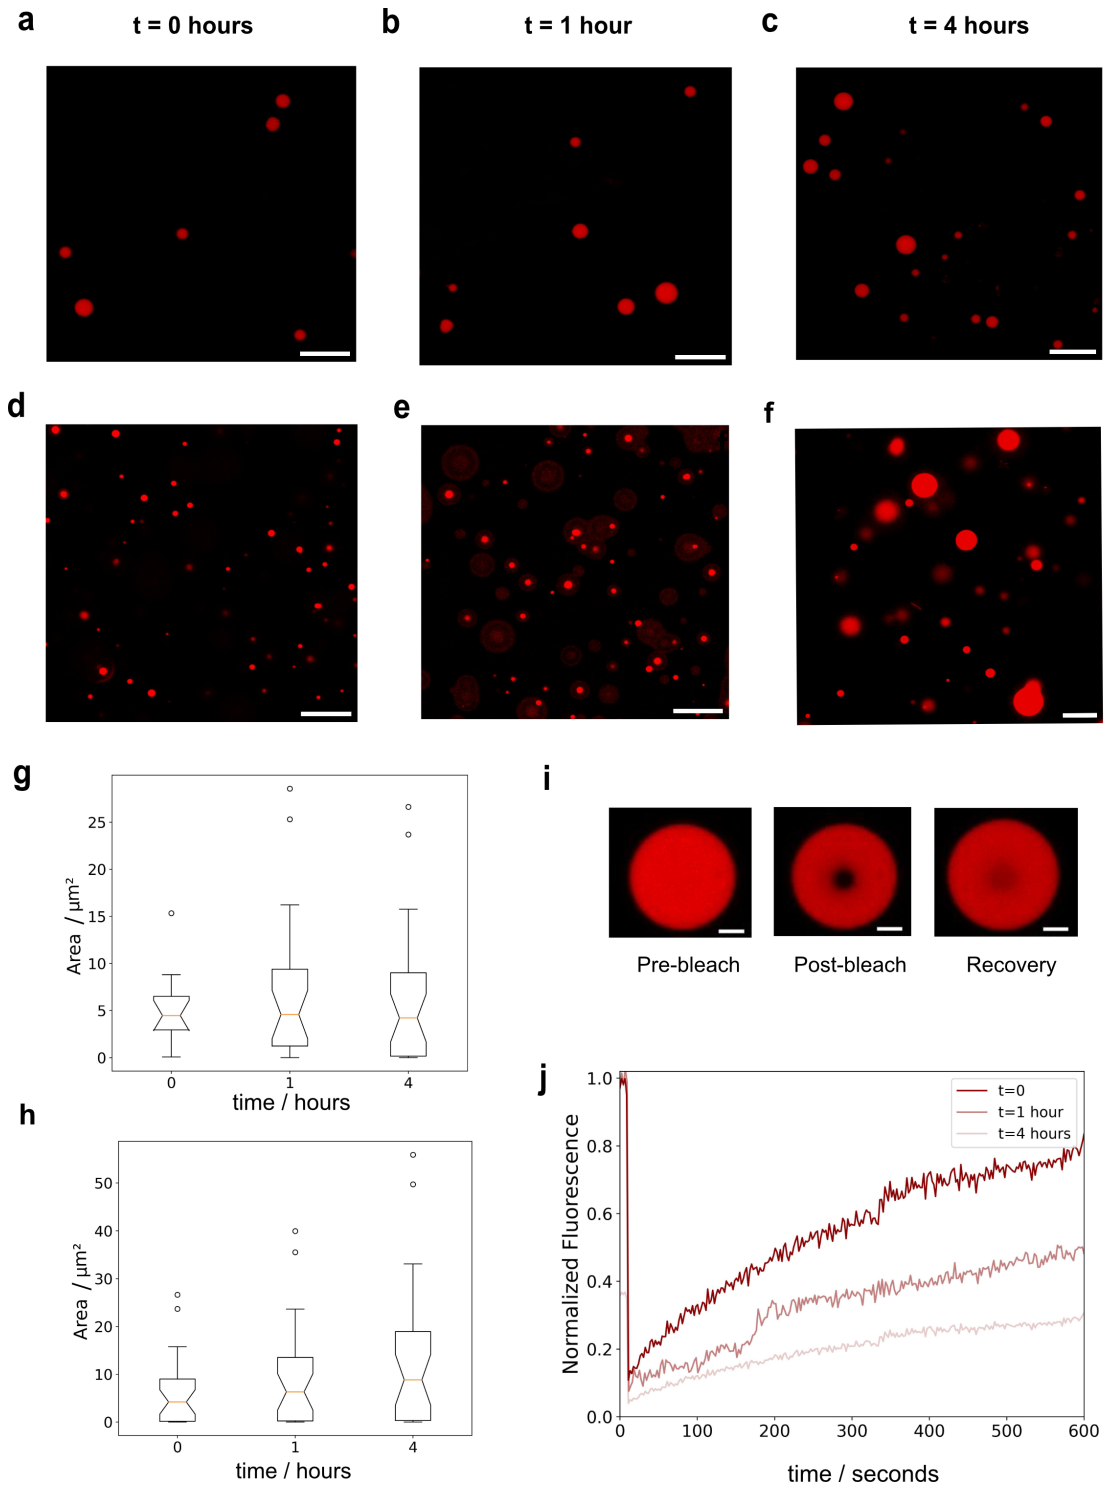 a t = 0 hours b t = 1 hour c t = 4 hours
d e f
g
Area / µm²
25
20
15
10
5
0
0 1 4
time / hours
h
Area / µm²
50
40
30
20
10
0
0 1 4
time / hours
i
Pre-bleach Post-bleach Recovery
j
Normalized Fluorescence
1.0
0.8
0.6
0.4
0.2
0.0
t=0
t=1 hour
t=4 hours
0 100 200 300 400 500 600
time / seconds